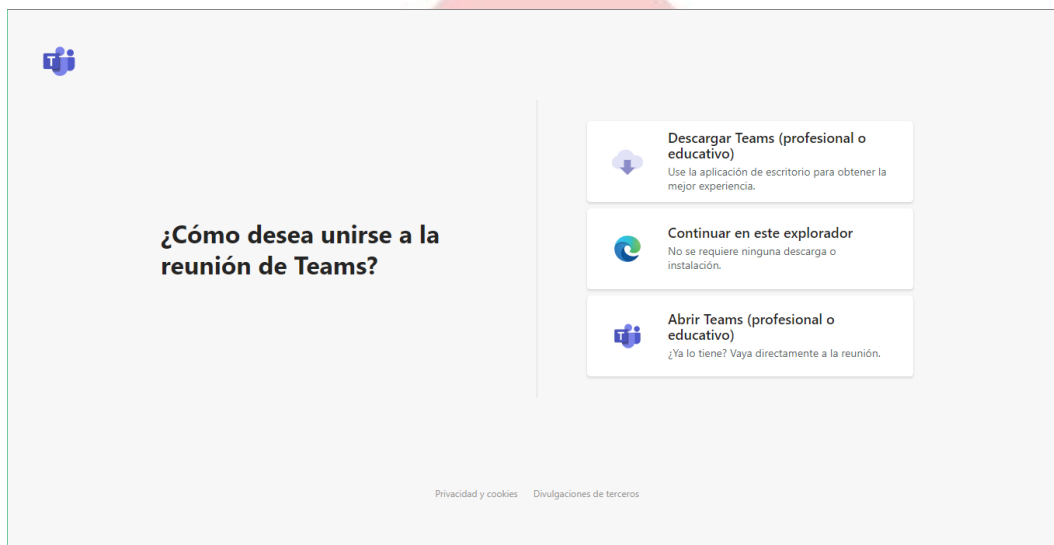 ¿Cómo desea unirse a la
reunión de Teams?
Descargar Teams (profesional o
educativo)
Use la aplicación de escritorio para obtener la
mejor experiencia.
Continuar en este explorador
No se requiere ninguna descarga o
instalación.
Abrir Teams (profesional o
educativo)
¿Ya lo tiene? Vaya directamente a la reunión.
Privacidad y cookies Divulgaciones de terceros